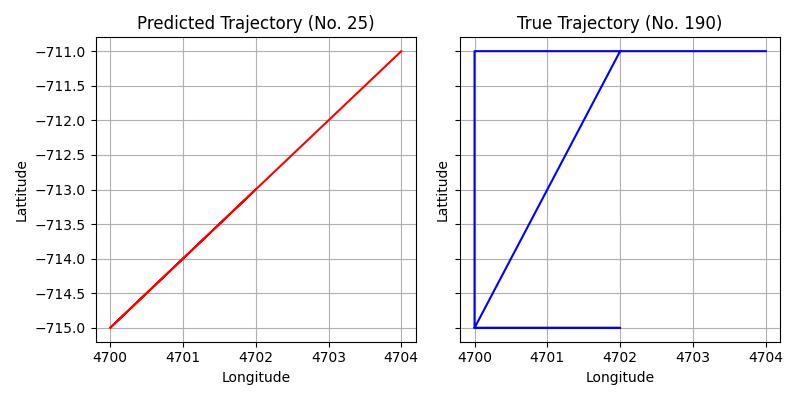 Predicted Trajectory (No. 25)
True Trajectory (No. 190)
Lattitude
−711.0
−711.5
−712.0
−712.5
−713.0
−713.5
−714.0
−714.5
−715.0
4700 4701 4702 4703 4704
Longitude
Lattitude
4700 4701 4702 4703 4704
Longitude